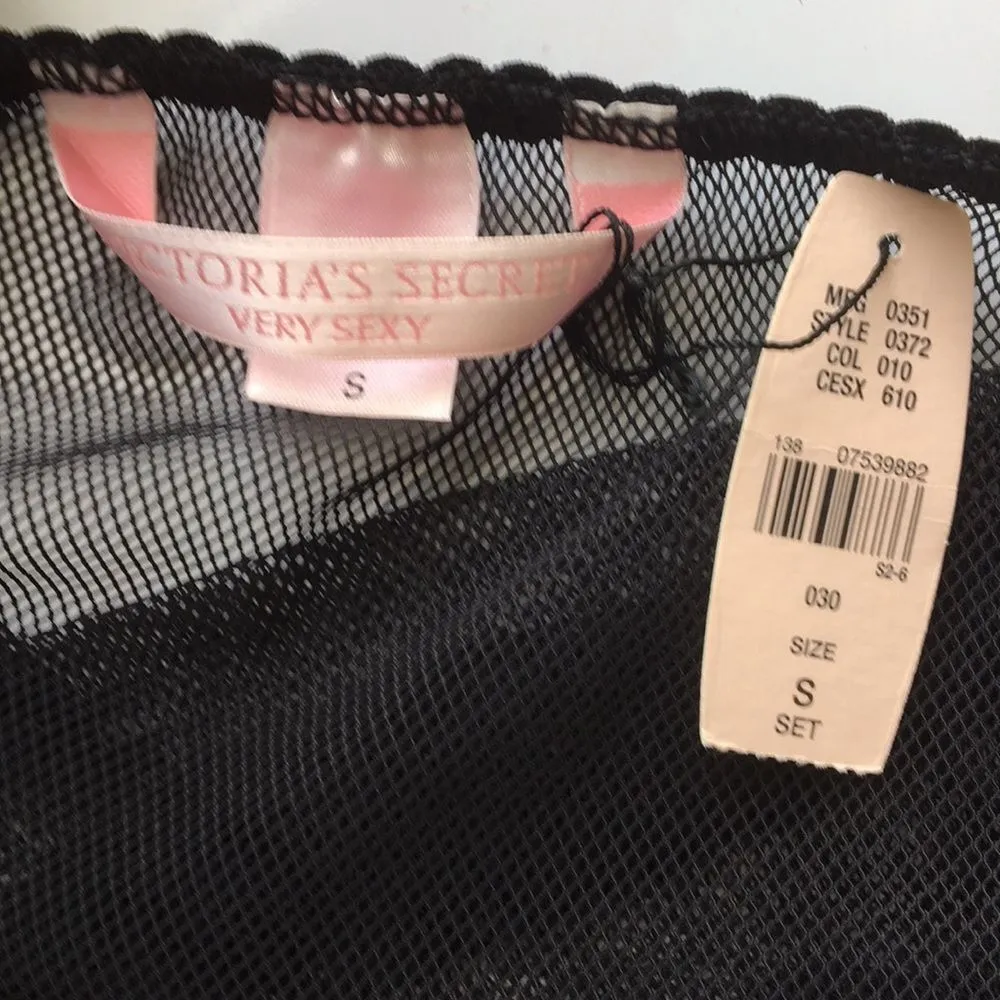 VICTORIA'S SECRET
VERY SEXY
S
MFG 0351
STYLE 0372
COL 010
CESX 610
138 07539882
S2-6
030
SIZE
S
SET